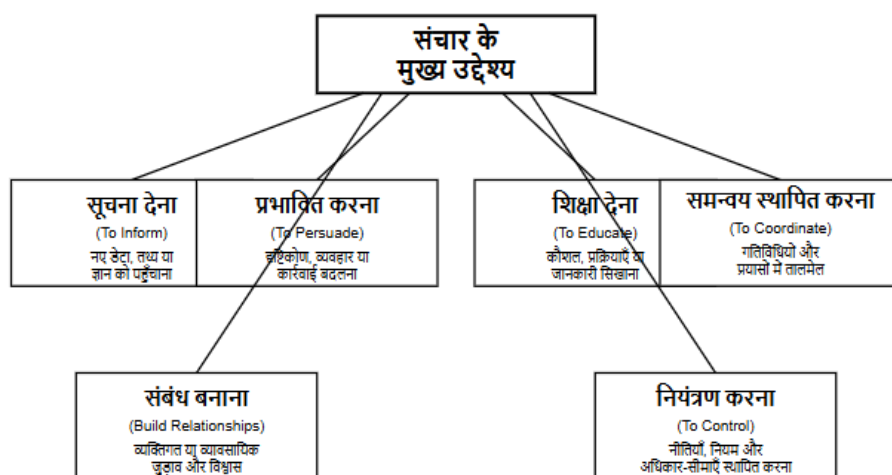 संचार के
मुख्य उद्देश्य
सूचना देना
(To Inform)
नए डेटा, तथ्य या
ज्ञान को पहुँचाना
प्रभावित करना
(To Persuade)
दृष्टिकोण, व्यवहार या
कार्रवाई बदलना
शिक्षा देना
(To Educate)
कौशल, प्रक्रियाएँ या
जानकारी सिखाना
समन्वय स्थापित करना
(To Coordinate)
गतिविधियों और
प्रयासों में तालमेल
संबंध बनाना
(Build Relationships)
व्यक्तिगत या व्यावसायिक
जुड़ाव और विश्वास
नियंत्रण करना
(To Control)
नीतियाँ, नियम और
अधिकार-सीमाएँ स्थापित करना